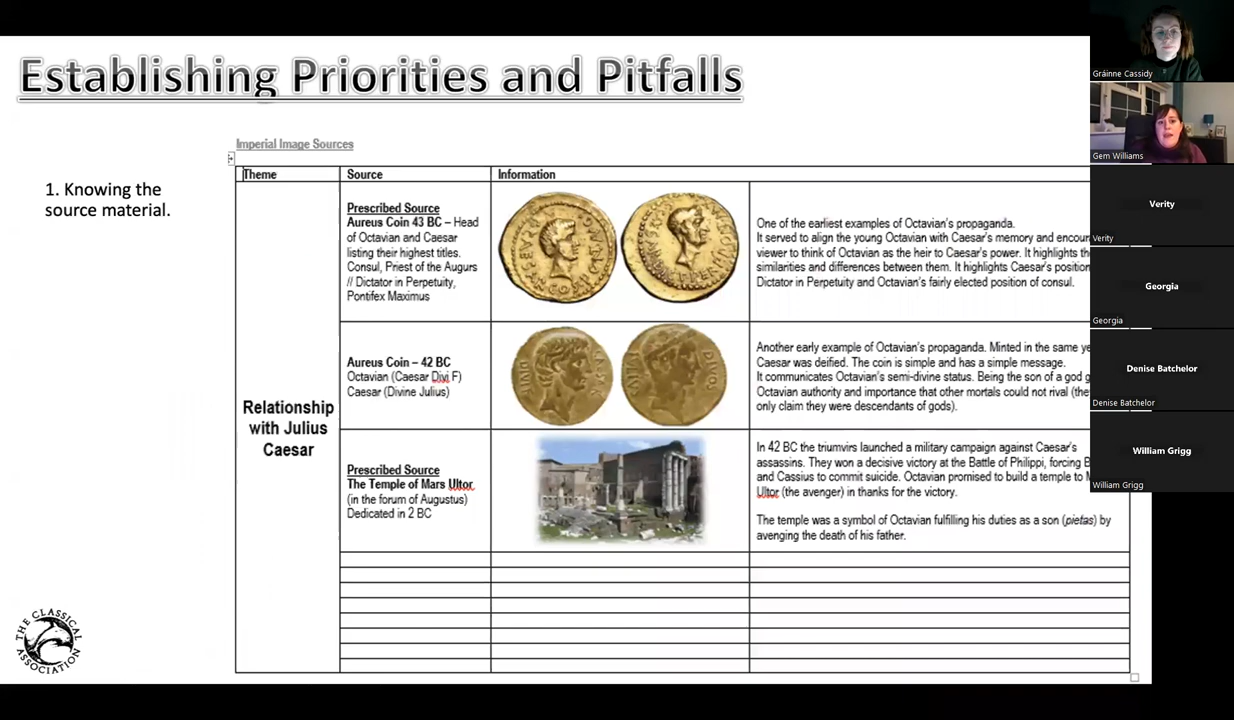 Establishing Priorities and Pitfalls
1. Knowing the
source material.
Imperial Image Sources
Theme
Source
Information
Relationship
with Julius
Caesar
Prescribed Source
Aureus Coin 43 BC – Head
of Octavian and Caesar
listing their highest titles.
Consul, Priest of the Augurs
// Dictator in Perpetuity,
Pontifex Maximus
One of the earliest examples of Octavian's propaganda.
It served to align the young Octavian with Caesar's memory and encour
viewer to think of Octavian as the heir to Caesar's power. It highlights th
similarities and differences between them. It highlights Caesar's position
Dictator in Perpetuity and Octavian's fairly elected position of consul.
Aureus Coin – 42 BC
Octavian (Caesar Divi F)
Caesar (Divine Julius)
Another early example of Octavian's propaganda. Minted in the same ye
Caesar was deified. The coin is simple and has a simple message.
It communicates Octavian's semi-divine status. Being the son of a god g
Octavian authority and importance that other mortals could not rival (the
only claim they were descendants of gods).
Prescribed Source
The Temple of Mars Ultor
(in the forum of Augustus)
Dedicated in 2 BC
In 42 BC the triumvirs launched a military campaign against Caesar's
assassins. They won a decisive victory at the Battle of Philippi, forcing B
and Cassius to commit suicide. Octavian promised to build a temple to M
Ultor (the avenger) in thanks for the victory.
The temple was a symbol of Octavian fulfilling his duties as a son (pietas) by
avenging the death of his father.
THE CLASSICAL
ASSOCIATION
Gráinne Cassidy
Gem Williams
Verity
Verity
Georgia
Georgia
Denise Batchelor
Denise Batchelor
William Grigg
William Grigg